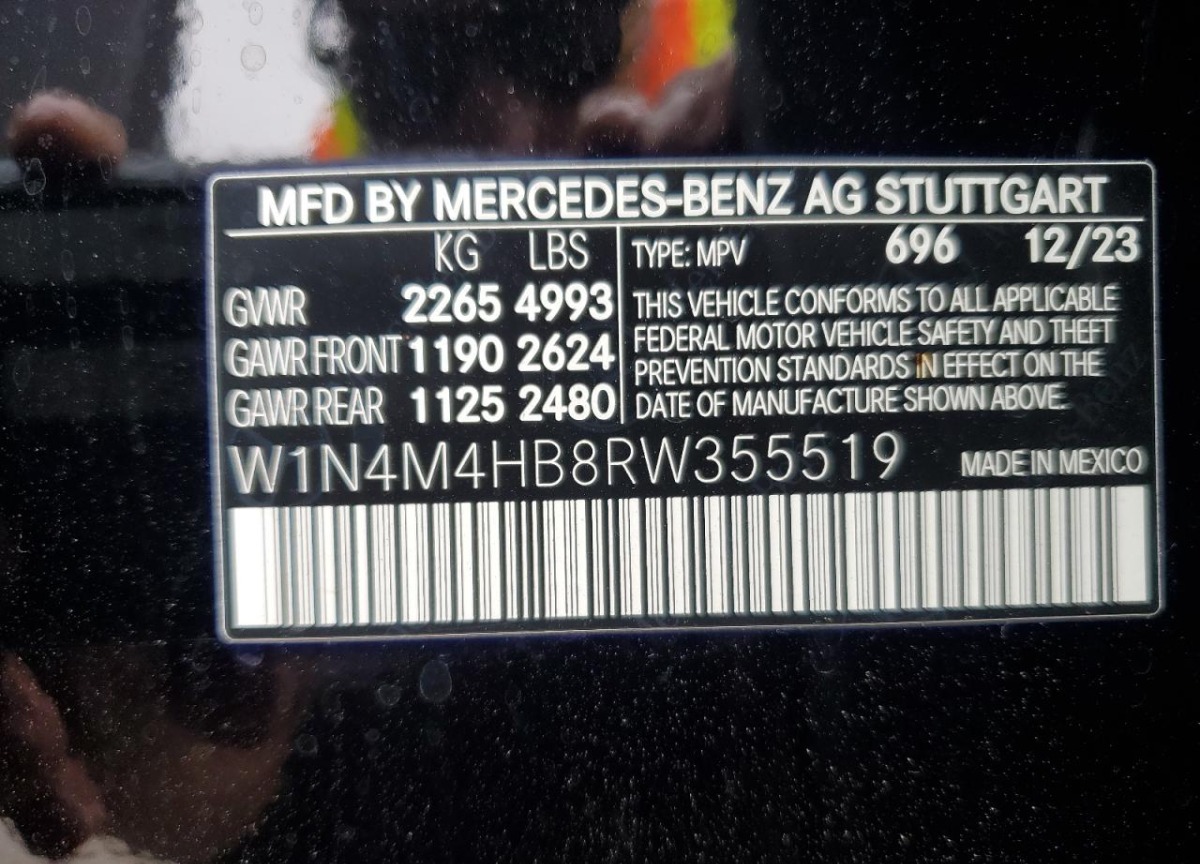 MFD BY MERCEDES-BENZ AG STUTTGART
KG LBS
GVWR 2265 4993
GAWR FRONT 1190 2624
GAWR REAR 1125 2480
TYPE: MPV 696 12/23
THIS VEHICLE CONFORMS TO ALL APPLICABLE
FEDERAL MOTOR VEHICLE SAFETY AND THEFT
PREVENTION STANDARDS IN EFFECT ON THE
DATE OF MANUFACTURE SHOWN ABOVE.
W1N4M4HB8RW355519 MADE IN MEXICO